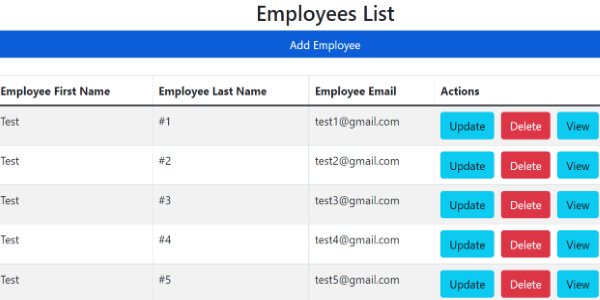 Employees List
Add Employee
Employee First Name Employee Last Name Employee Email Actions
Test #1 test1@gmail.com Update Delete View
Test #2 test2@gmail.com Update Delete View
Test #3 test3@gmail.com Update Delete View
Test #4 test4@gmail.com Update Delete View
Test #5 test5@gmail.com Update Delete View